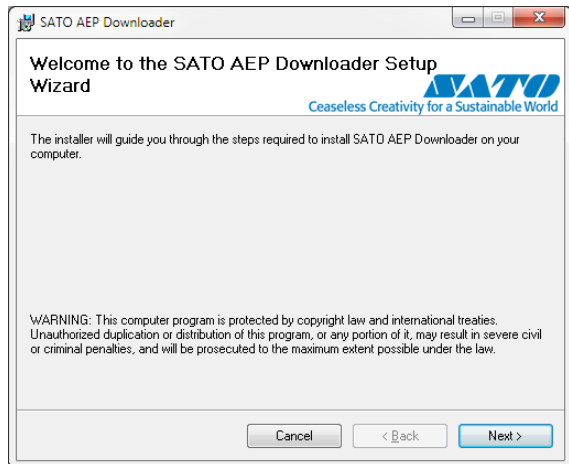 SATO AEP Downloader
Welcome to the SATO AEP Downloader Setup
Wizard
SATO
Ceaseless Creativity for a Sustainable World
The installer will guide you through the steps required to install SATO AEP Downloader on your
computer.
WARNING: This computer program is protected by copyright law and international treaties.
Unauthorized duplication or distribution of this program, or any portion of it, may result in severe civil
or criminal penalties, and will be prosecuted to the maximum extent possible under the law.
Cancel < Back Next >